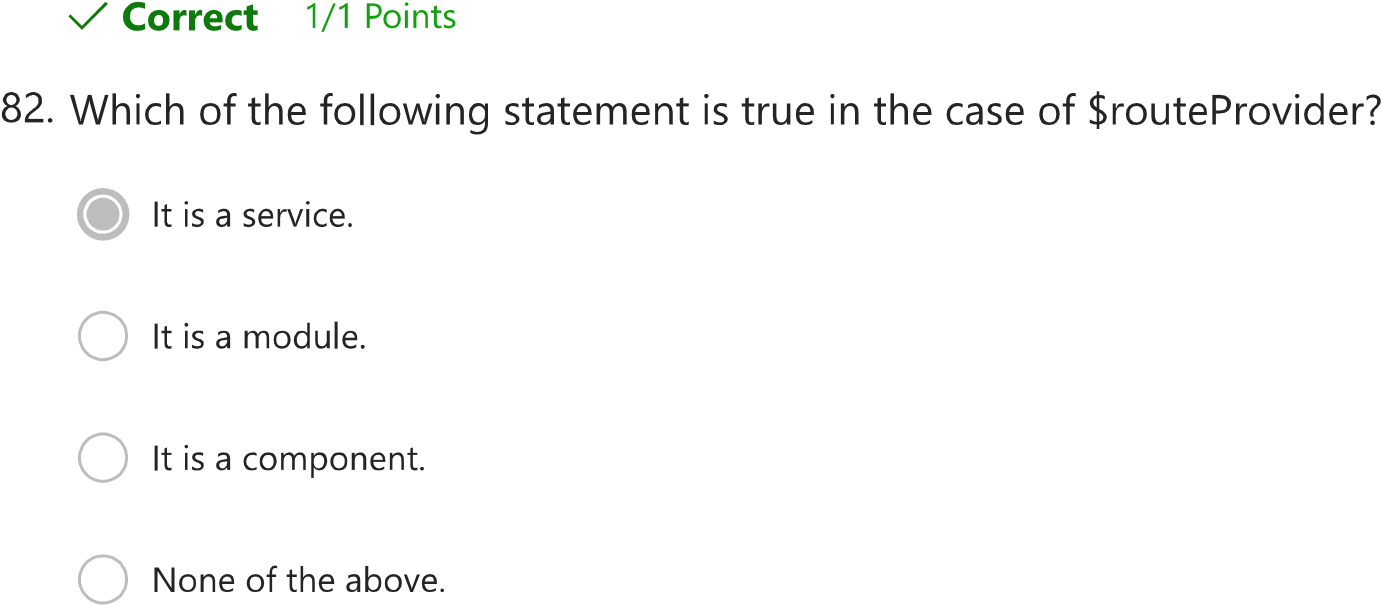 Correct 1/1 Points
82. Which of the following statement is true in the case of $routeProvider?
It is a service.
It is a module.
It is a component.
None of the above.